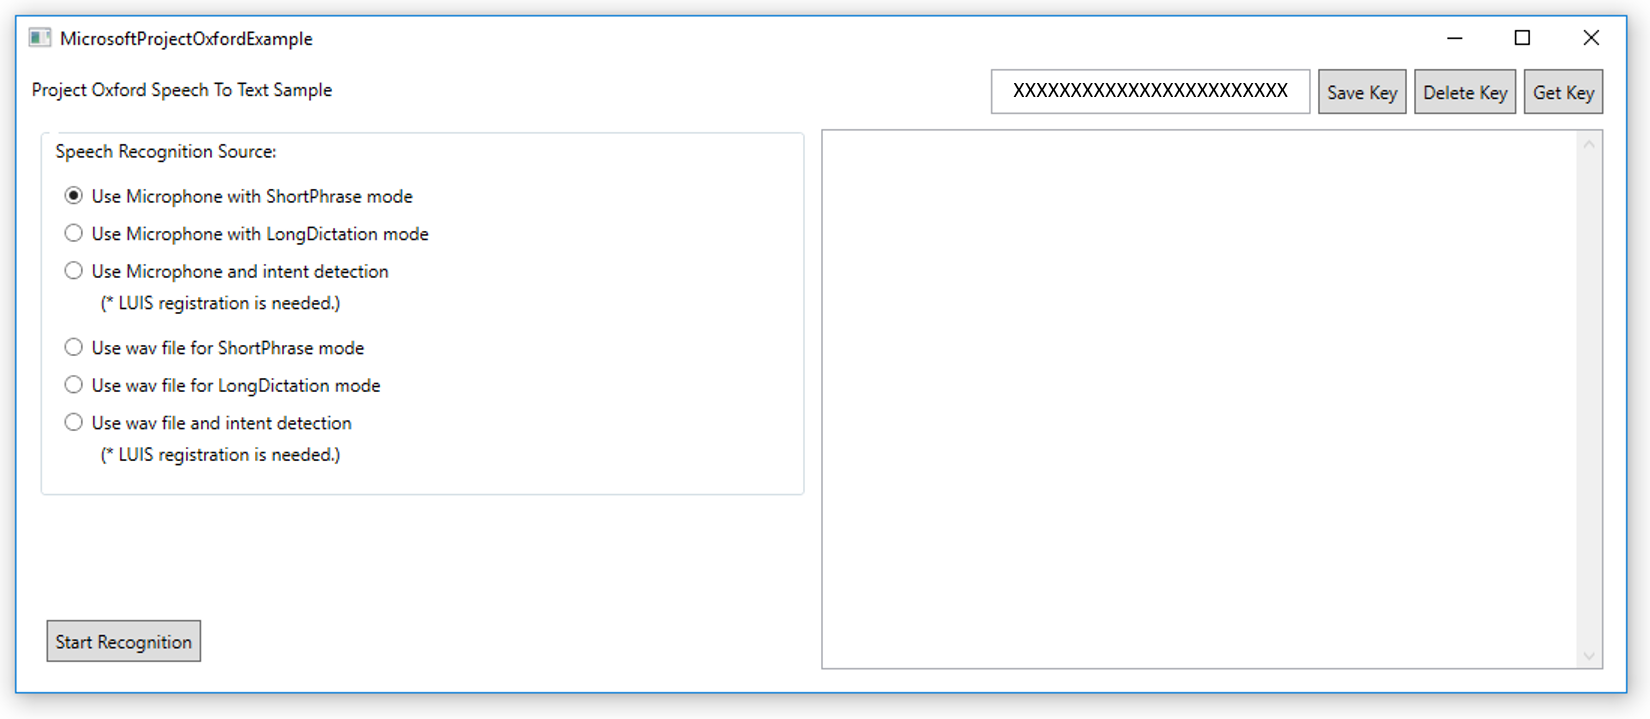 MicrosoftProjectOxfordExample
Project Oxford Speech To Text Sample
XXXXXXXXXXXXXXXXXXXXXXXX Save Key Delete Key Get Key
Speech Recognition Source:
Use Microphone with ShortPhrase mode
Use Microphone with LongDictation mode
Use Microphone and intent detection
(* LUIS registration is needed.)
Use wav file for ShortPhrase mode
Use wav file for LongDictation mode
Use wav file and intent detection
(* LUIS registration is needed.)
Start Recognition